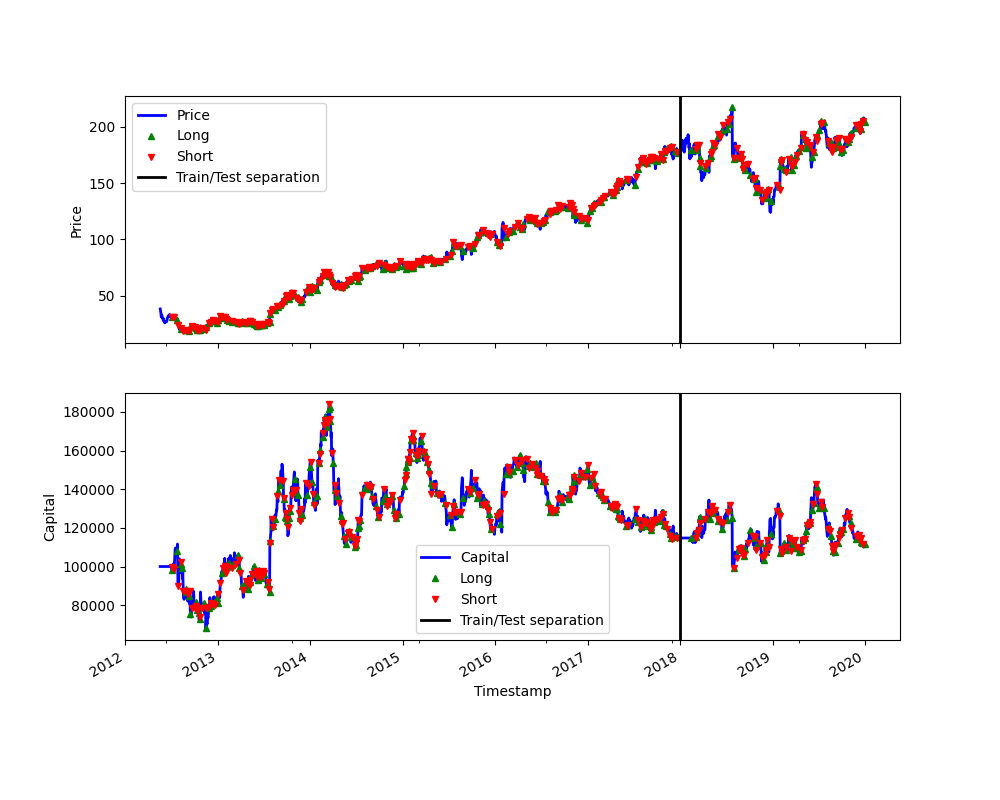 200
150
100
50
Price
Price
Long
Short
Train/Test separation
180000
160000
140000
120000
100000
80000
Capital
Capital
Long
Short
Train/Test separation
2012 2013 2014 2015 2016 2017 2018 2019 2020
Timestamp